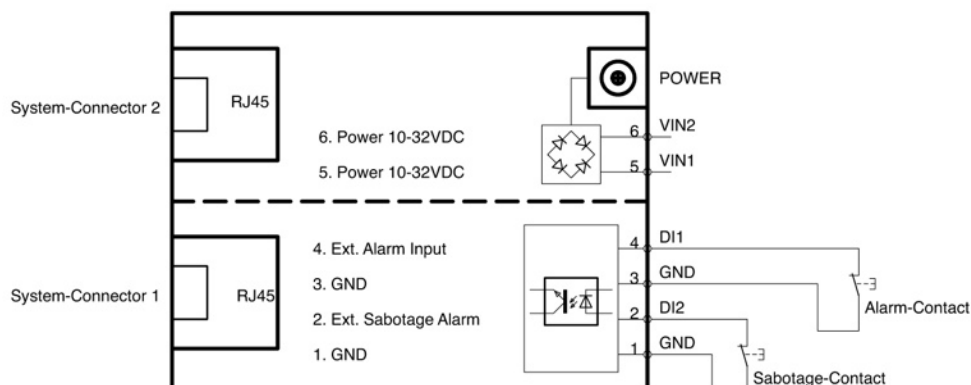 POWER
System-Connector 2
RJ45
6. Power 10-32VDC
6
VIN2
5. Power 10-32VDC
5
VIN1
4. Ext. Alarm Input
4
DI1
3. GND
3
GND
System-Connector 1
RJ45
Alarm-Contact
2. Ext. Sabotage Alarm
2
DI2
1. GND
1
GND
Sabotage-Contact